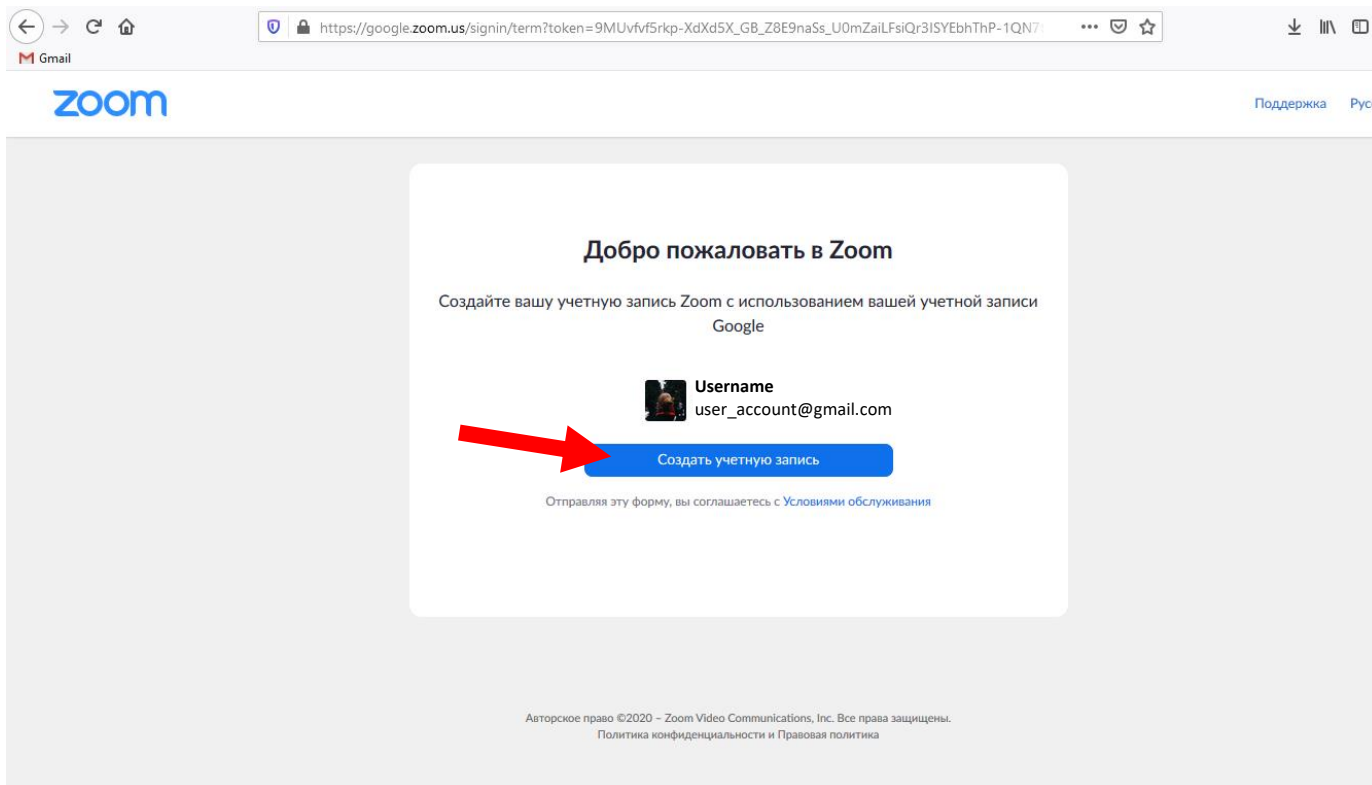 https://google.zoom.us/signin/term?token=9MUvfvf5rkp-XdXd5X_GB_Z8E9naSs_U0mZaiLFsiQr3ISYEbhThP-1QN7
Gmail
zoom
Поддержка Рус
Добро пожаловать в Zoom
Создайте вашу учетную запись Zoom с использованием вашей учетной записи
Google
Username
user_account@gmail.com
Создать учетную запись
Отправляя эту форму, вы соглашаетесь с Условиями обслуживания
Авторское право ©2020 – Zoom Video Communications, Inc. Все права защищены.
Политика конфиденциальности и Правовая политика